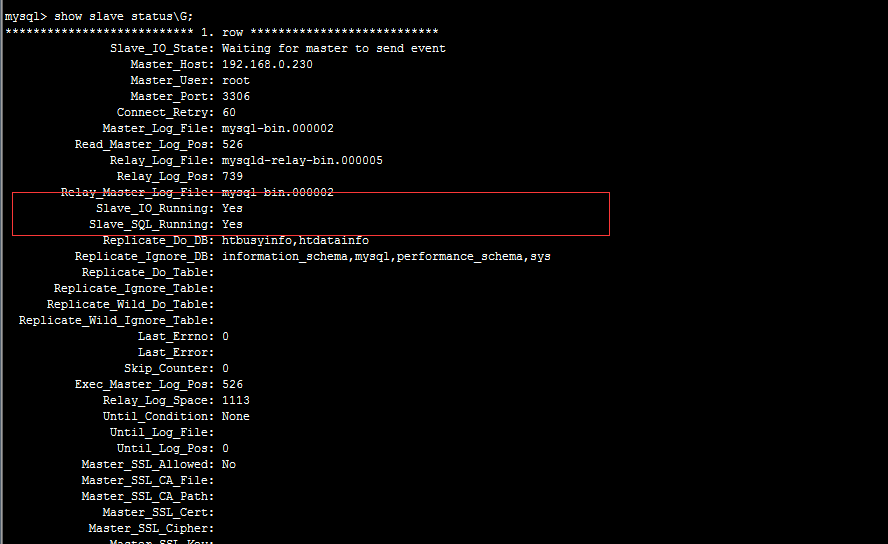 mysql> show slave status\G;
*************************** 1. row ***************************
Slave_IO_State: Waiting for master to send event
Master_Host: 192.168.0.230
Master_User: root
Master_Port: 3306
Connect_Retry: 60
Master_Log_File: mysql-bin.000002
Read_Master_Log_Pos: 526
Relay_Log_File: mysqld-relay-bin.000005
Relay_Log_Pos: 739
Relay_Master_Log_File: mysql-bin.000002
Slave_IO_Running: Yes
Slave_SQL_Running: Yes
Replicate_Do_DB: htbusyinfo,htdatainfo
Replicate_Ignore_DB: information_schema,mysql,performance_schema,sys
Replicate_Do_Table:
Replicate_Ignore_Table:
Replicate_Wild_Do_Table:
Replicate_Wild_Ignore_Table:
Last_Errno: 0
Last_Error:
Skip_Counter: 0
Exec_Master_Log_Pos: 526
Relay_Log_Space: 1113
Until_Condition: None
Until_Log_File:
Until_Log_Pos: 0
Master_SSL_Allowed: No
Master_SSL_CA_File:
Master_SSL_CA_Path:
Master_SSL_Cert:
Master_SSL_Cipher:
Master_SSL_Key: